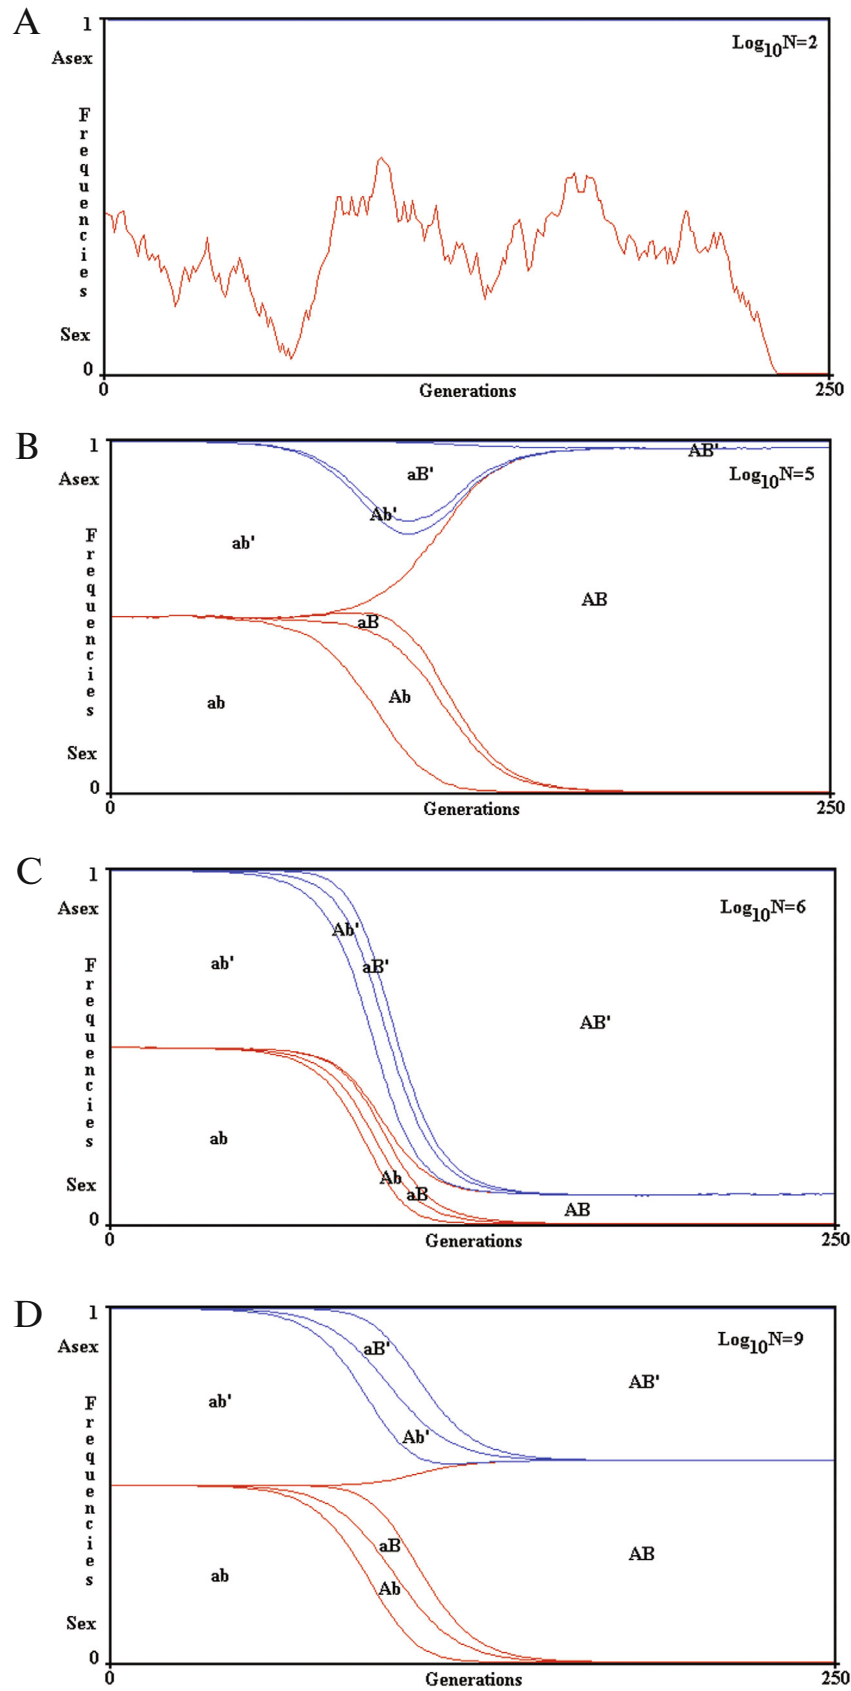 A
1
Asex
Log10N=2
Frequencies
Sex
0
0
Generations
250
B
1
Asex
AB'
aB'
Log10N=5
Ab'
ab'
Frequencies
AB
aB
Ab
ab
Sex
0
0
Generations
250
C
1
Asex
Log10N=6
Ab'
ab'
aB'
Frequencies
AB'
ab
Ab
Sex
aB
AB
0
0
Generations
250
D
1
Asex
Log10N=9
aB'
AB'
ab'
Ab'
Frequencies
aB
AB
ab
Ab
Sex
0
0
Generations
250